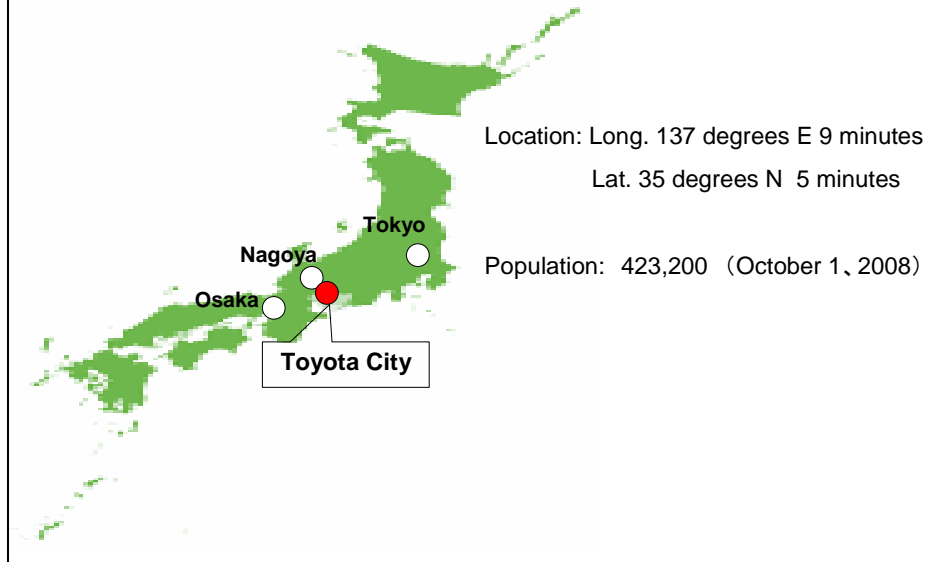 Location: Long. 137 degrees E 9 minutes
Lat. 35 degrees N 5 minutes
Tokyo
Nagoya
Population: 423,200 （October 1、2008）
Osaka
Toyota City